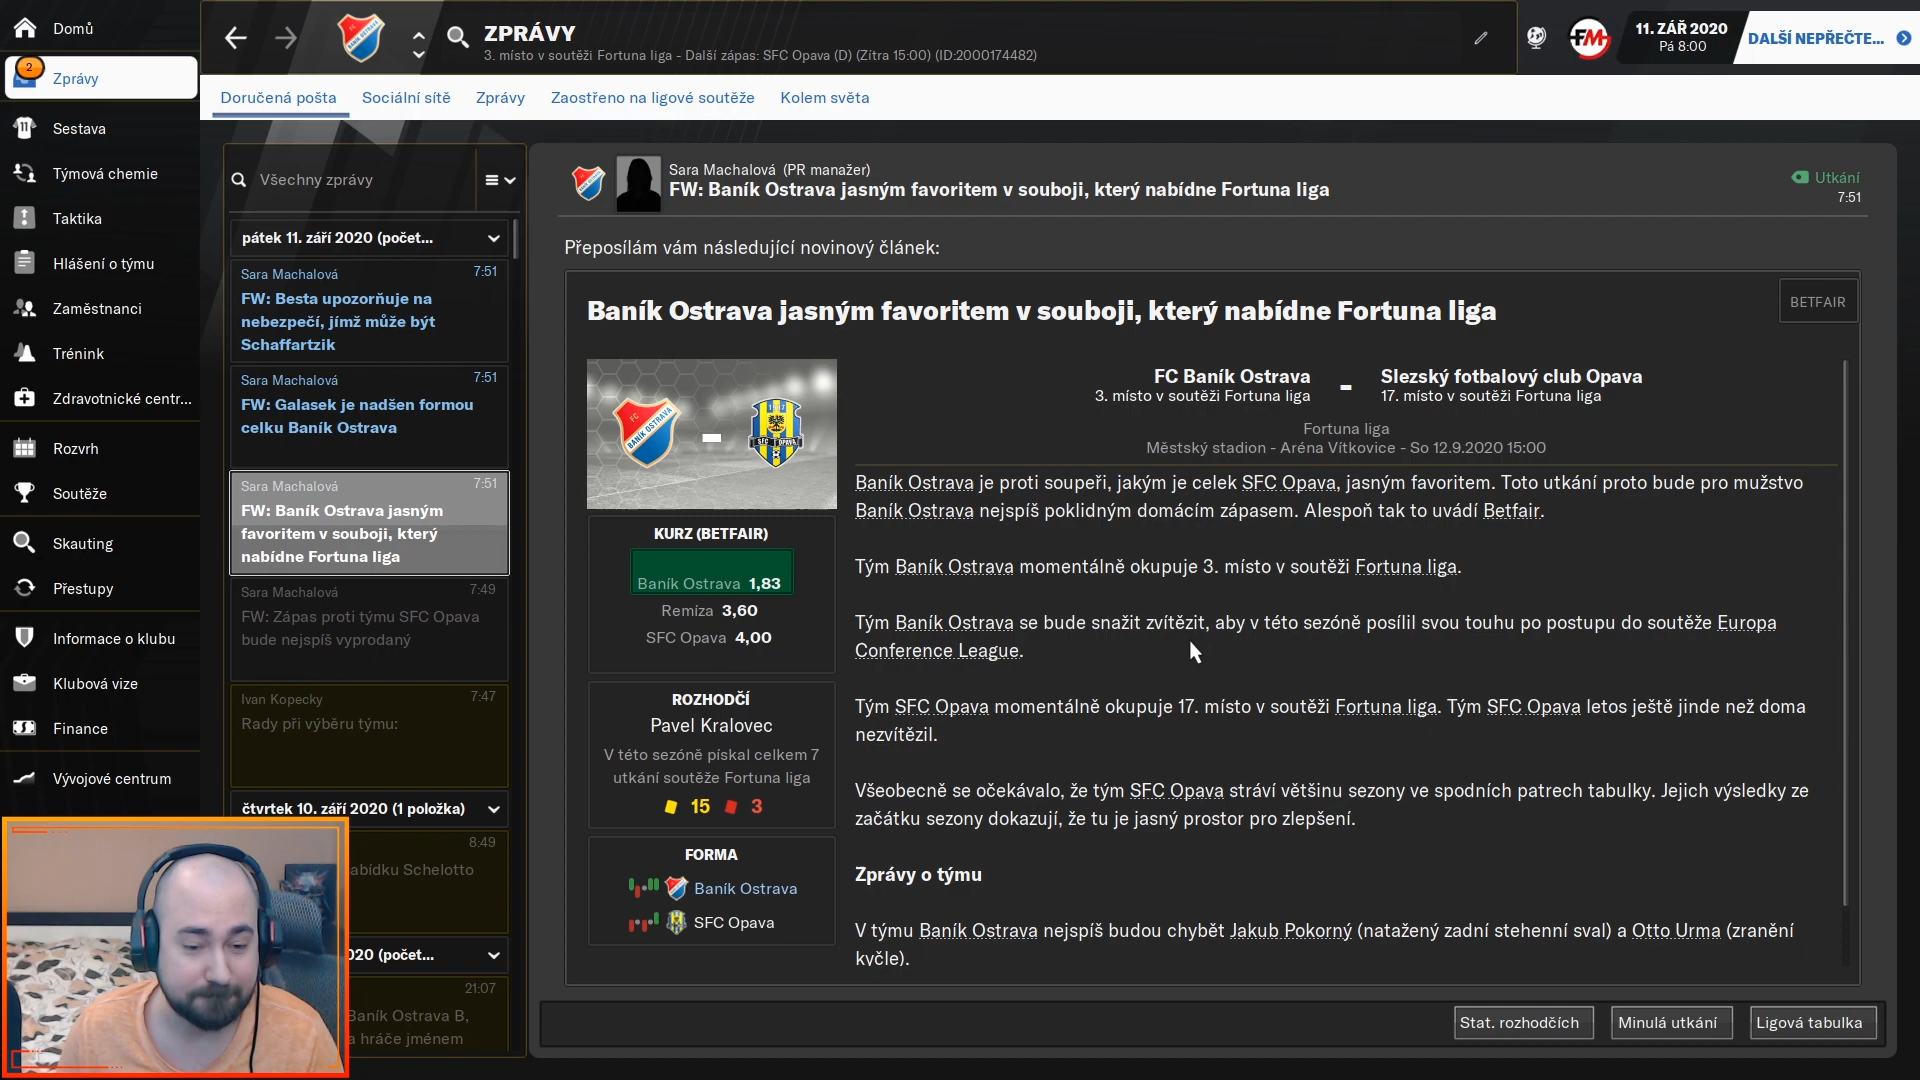 Domů
2
Zprávy
Sestava
Týmová chemie
Taktika
Hlášení o týmu
Zaměstnanci
Trénink
Zdravotnické centr...
Rozvrh
Soutěže
Skauting
Přestupy
Informace o klubu
Klubová vize
Finance
Vývojové centrum
ZPRÁVY
3. místo v soutěži Fortuna liga - Další zápas: SFC Opava (D) (Zítra 15:00) (ID:2000174482)
FM
11. ZÁŘ 2020
Pá 8:00
DALŠÍ NEPŘEČTE...
Doručená pošta
Sociální sítě
Zprávy
Zaostřeno na ligové soutěže
Kolem světa
Všechny zprávy
pátek 11. září 2020 (počet...
Sara Machalová 7:51
FW: Besta upozorňuje na
nebezpečí, jímž může být
Schaffartzik
Sara Machalová 7:51
FW: Galasek je nadšen formou
celku Baník Ostrava
Sara Machalová 7:51
FW: Baník Ostrava jasným
favoritem v souboji, který
nabídne Fortuna liga
Sara Machalová 7:49
FW: Zápas proti týmu SFC Opava
bude nejspíš vyprodaný
Ivan Kopecky 7:47
Rady při výběru týmu:
čtvrtek 10. září 2020 (1 položka)
8:49
abídku Schelotto
020 (počet...
21:07
Baník Ostrava B,
a hráče jménem
Sara Machalová (PR manažer)
FW: Baník Ostrava jasným favoritem v souboji, který nabídne Fortuna liga
Utkání
7:51
Přeposílám vám následující novinový článek:
Baník Ostrava jasným favoritem v souboji, který nabídne Fortuna liga
BETFAIR
FC
BANÍK OSTRAVA
SFC OPAVA
KURZ (BETFAIR)
Baník Ostrava 1,83
Remíza 3,60
SFC Opava 4,00
ROZHODČÍ
Pavel Kralovec
V této sezóně pískal celkem 7
utkání soutěže Fortuna liga
15 3
FORMA
Baník Ostrava
SFC Opava
FC Baník Ostrava - Slezský fotbalový club Opava
3. místo v soutěži Fortuna liga 17. místo v soutěži Fortuna liga
Fortuna liga
Městský stadion - Aréna Vítkovice - So 12.9.2020 15:00
Baník Ostrava je proti soupeři, jakým je celek SFC Opava, jasným favoritem. Toto utkání proto bude pro mužstvo
Baník Ostrava nejspíš poklidným domácím zápasem. Alespoň tak to uvádí Betfair.
Tým Baník Ostrava momentálně okupuje 3. místo v soutěži Fortuna liga.
Tým Baník Ostrava se bude snažit zvítězit, aby v této sezóně posílil svou touhu po postupu do soutěže Europa
Conference League.
Tým SFC Opava momentálně okupuje 17. místo v soutěži Fortuna liga. Tým SFC Opava letos ještě jinde než doma
nezvítězil.
Všeobecně se očekávalo, že tým SFC Opava stráví většinu sezony ve spodních patrech tabulky. Jejich výsledky ze
začátku sezony dokazují, že tu je jasný prostor pro zlepšení.
Zprávy o týmu
V týmu Baník Ostrava nejspíš budou chybět Jakub Pokorný (natažený zadní stehenní sval) a Otto Urma (zranění
kyčle).
Stat. rozhodčích
Minulá utkání
Ligová tabulka